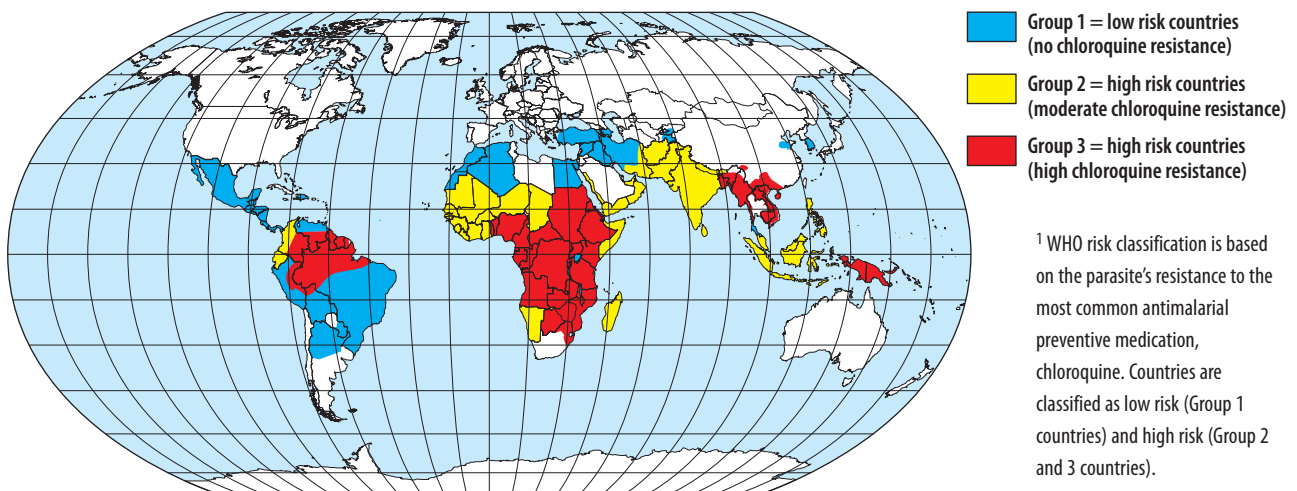 Group 1 = low risk countries
(no chloroquine resistance)
Group 2 = high risk countries
(moderate chloroquine resistance)
Group 3 = high risk countries
(high chloroquine resistance)
1 WHO risk classification is based
on the parasite's resistance to the
most common antimalarial
preventive medication,
chloroquine. Countries are
classified as low risk (Group 1
countries) and high risk (Group 2
and 3 countries).